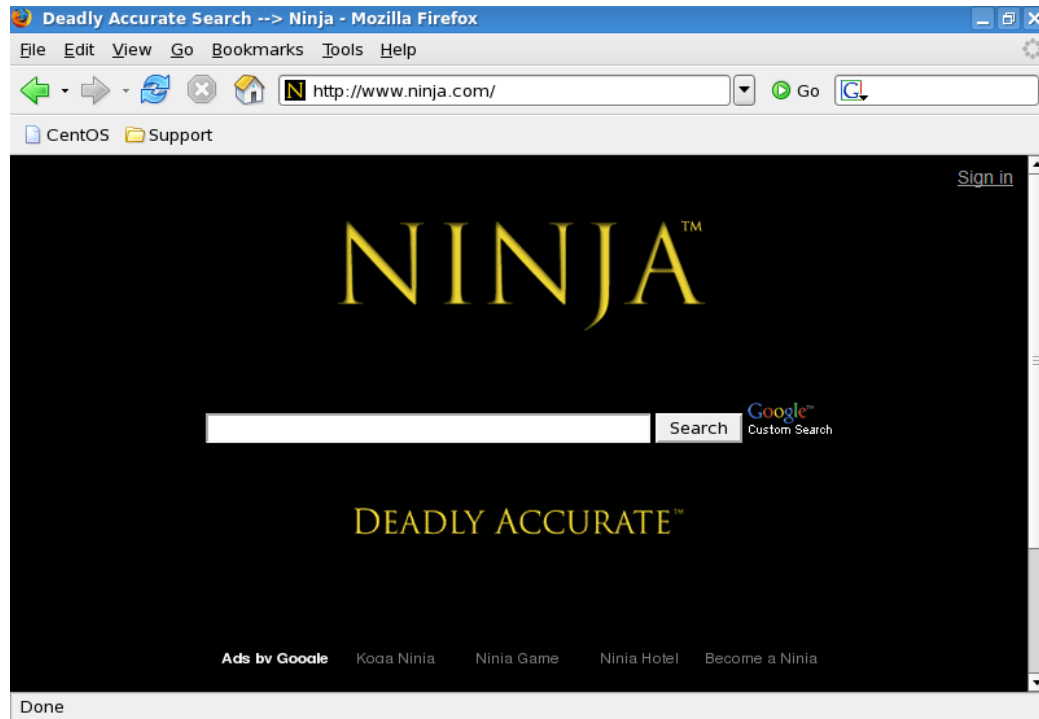 Deadly Accurate Search --> Ninja - Mozilla Firefox
File Edit View Go Bookmarks Tools Help
N http://www.ninja.com/ Go G
CentOS Support
Sign in
NINJA™
Search Google™
Custom Search
DEADLY ACCURATE™
Ads by Google Koga Ninja Ninja Game Ninja Hotel Become a Ninja
Done